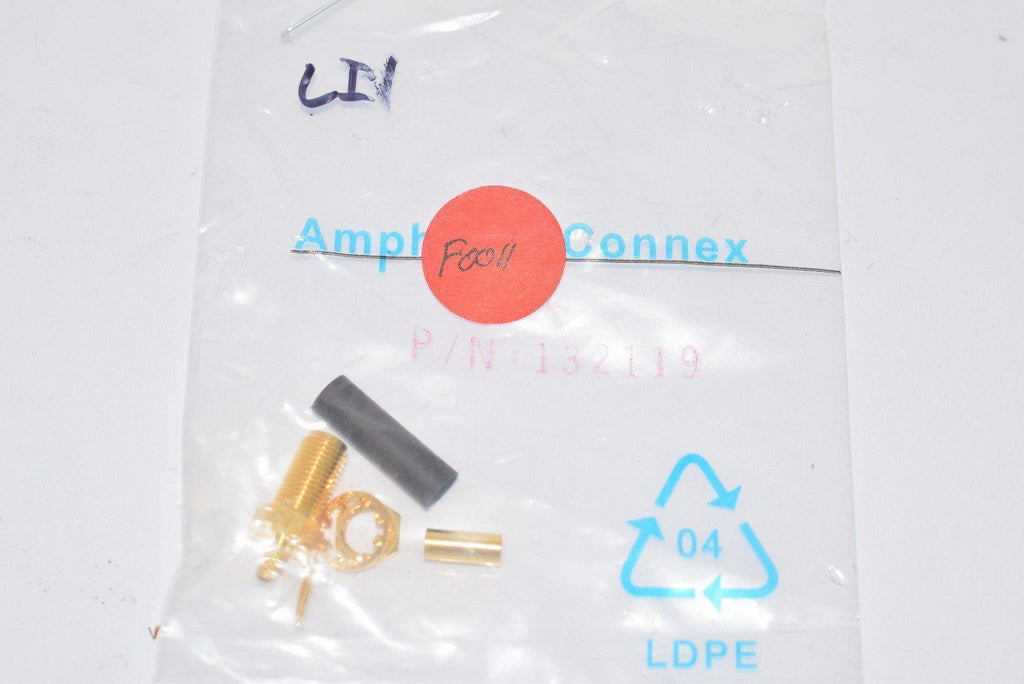 LIV
Amph Connex
F0011
P/N: 132119
04
LDPE